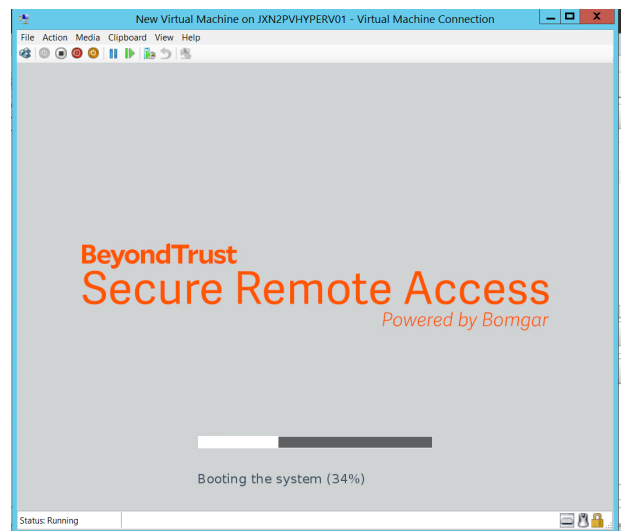 New Virtual Machine on JXN2PVHYPERV01 - Virtual Machine Connection
File Action Media Clipboard View Help
BeyondTrust
Secure Remote Access
Powered by Bomgar
Booting the system (34%)
Status: Running